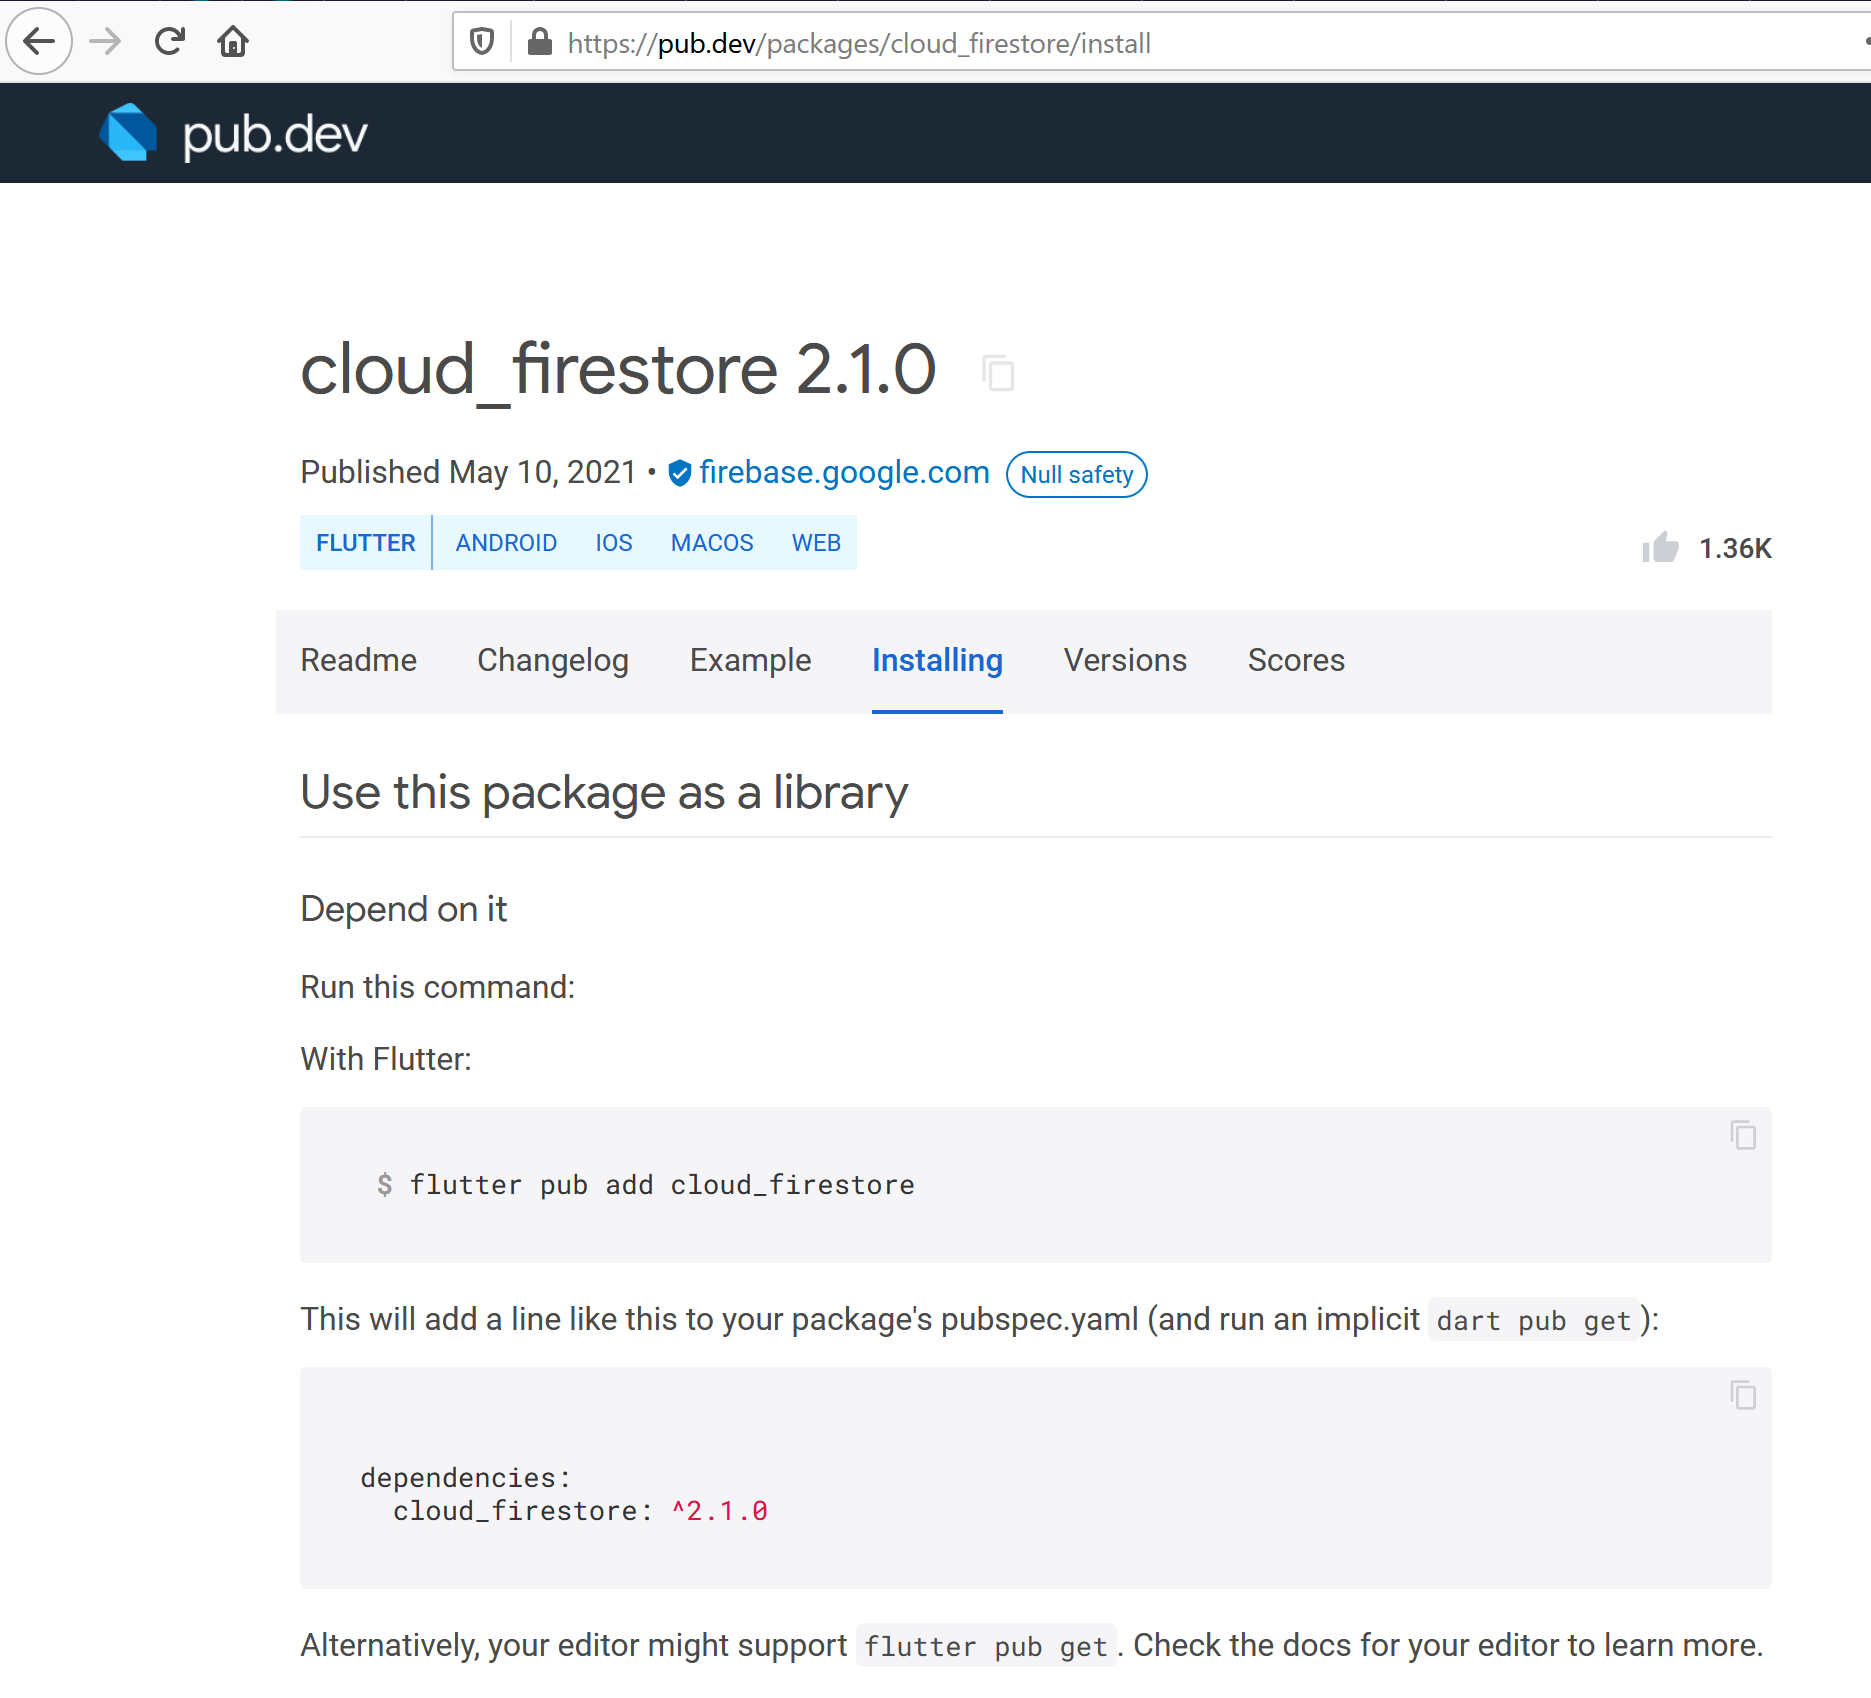 https://pub.dev/packages/cloud_firestore/install
pub.dev
cloud_firestore 2.1.0
Published May 10, 2021 • firebase.google.com Null safety
FLUTTER ANDROID IOS MACOS WEB
1.36K
Readme Changelog Example Installing Versions Scores
Use this package as a library
Depend on it
Run this command:
With Flutter:
$ flutter pub add cloud_firestore
This will add a line like this to your package's pubspec.yaml (and run an implicit dart pub get):
dependencies:
  cloud_firestore: ^2.1.0
Alternatively, your editor might support flutter pub get. Check the docs for your editor to learn more.